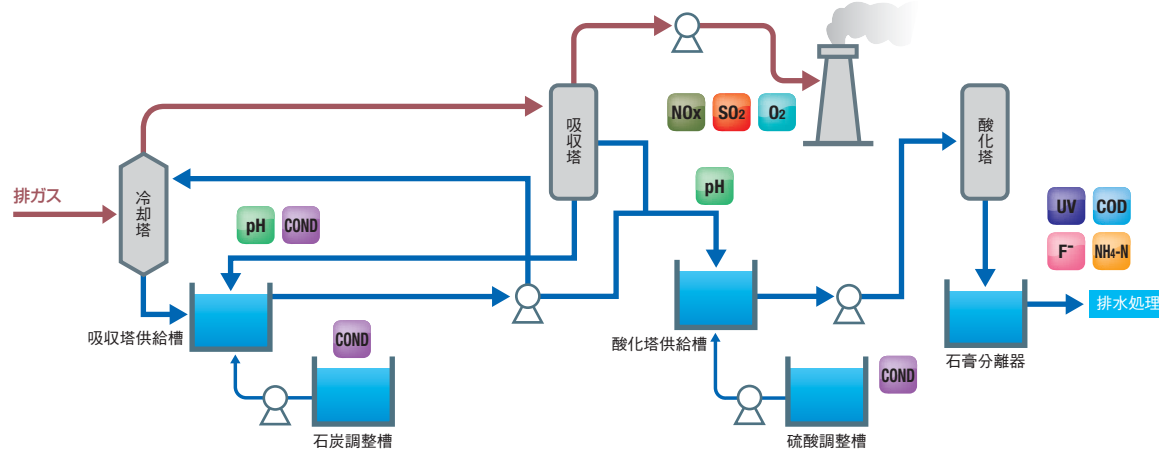 NOx
SO2
O2
吸収塔
酸化塔
排ガス
冷却塔
pH
COND
pH
UV
COD
F-
NH4-N
排水処理
吸収塔供給槽
COND
酸化塔供給槽
COND
石膏分離器
石炭調整槽
硫酸調整槽